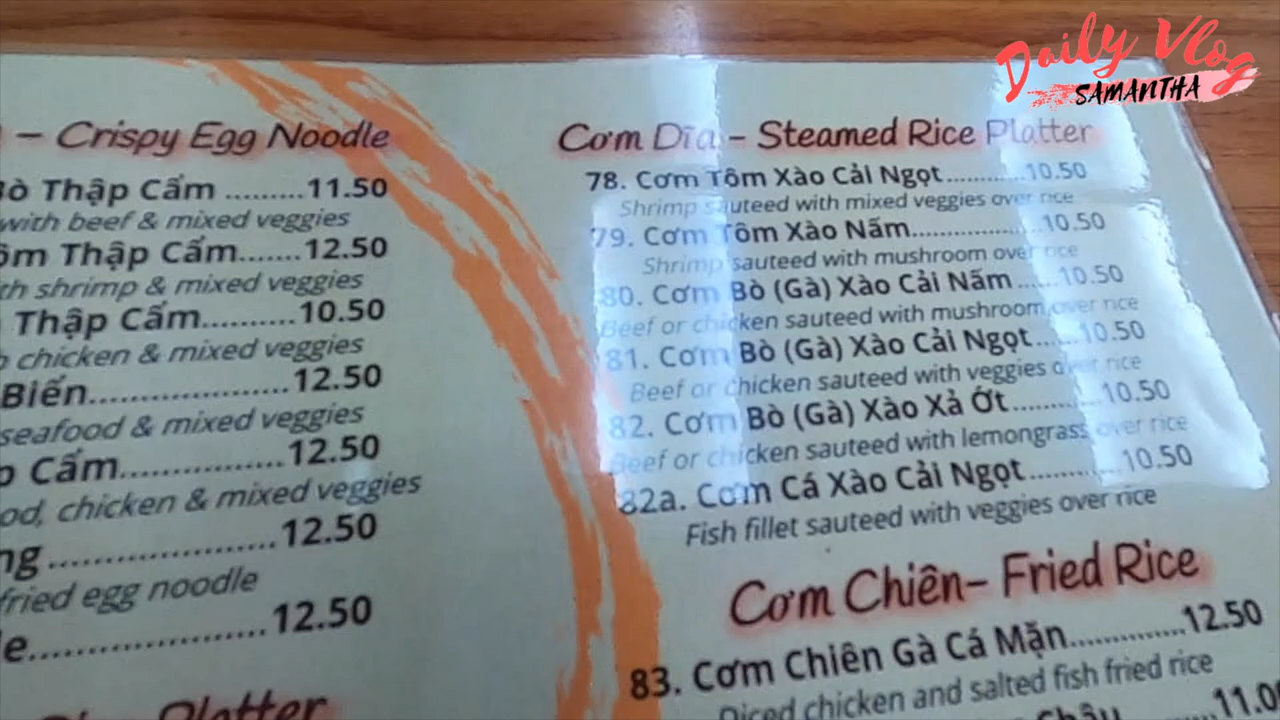 Daily Vlog
SAMANTHA
– Crispy Egg Noodle
Bò Thập Cẩm .........11.50
with beef & mixed veggies
Thập Cẩm.......12.50
shrimp & mixed veggies
Thập Cẩm..........10.50
chicken & mixed veggies
Biển....................12.50
seafood & mixed veggies
Cẩm.................12.50
chicken & mixed veggies
.......................12.50
fried egg noodle
........................12.50
Platter
Cơm Dĩa – Steamed Rice Platter
78. Cơm Tôm Xào Cải Ngọt............10.50
Shrimp sauteed with mixed veggies over rice
79. Cơm Tôm Xào Nấm....................10.50
Shrimp sauteed with mushroom over rice
80. Cơm Bò (Gà) Xào Cải Nấm ......10.50
Beef or chicken sauteed with mushroom over rice
81. Cơm Bò (Gà) Xào Cải Ngọt......10.50
Beef or chicken sauteed with veggies over rice
82. Cơm Bò (Gà) Xào Xả Ớt.............10.50
Beef or chicken sauteed with lemongrass over rice
82a. Cơm Cá Xào Cải Ngọt.............10.50
Fish fillet sauteed with veggies over rice
Cơm Chiên– Fried Rice
83. Cơm Chiên Gà Cá Mặn..............12.50
Diced chicken and salted fish fried rice
Châu